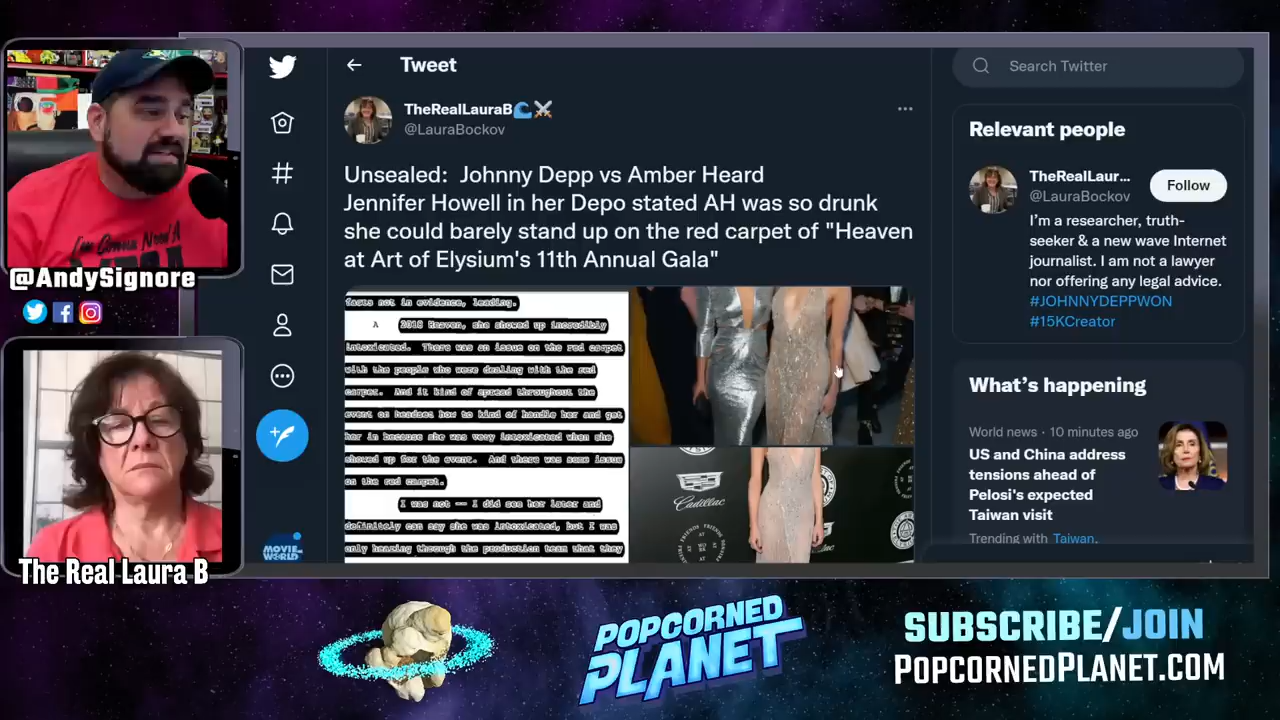 @AndySignore
The Real Laura B
Tweet
TheRealLauraB
@LauraBockov
Unsealed: Johnny Depp vs Amber Heard
Jennifer Howell in her Depo stated AH was so drunk
she could barely stand up on the red carpet of "Heaven
at Art of Elysium's 11th Annual Gala"
facts not in evidence, leading.
A 2018 Heaven, she showed up incredibly
intoxicated. There was an issue on the red carpet
with the people who were dealing with the red
carpet. And it kind of spread throughout the
event on headset how to kind of handle her and get
her in because she was very intoxicated when she
showed up for the event. And there was some issue
on the red carpet.
I was not -- I did see her later and
definitely can say she was intoxicated, but I was
only hearing through the production team what they
Cadillac
MOVIE
WORLD
Search Twitter
Relevant people
TheRealLaur...
@LauraBockov
Follow
I'm a researcher, truth-
seeker & a new wave Internet
journalist. I am not a lawyer
nor offering any legal advice.
#JOHNNYDEPPWON
#15KCreator
What's happening
World news · 10 minutes ago
US and China address
tensions ahead of
Pelosi's expected
Taiwan visit
Trending with Taiwan,
POPCORNED
PLANET
SUBSCRIBE/JOIN
POPCORNEDPLANET.COM